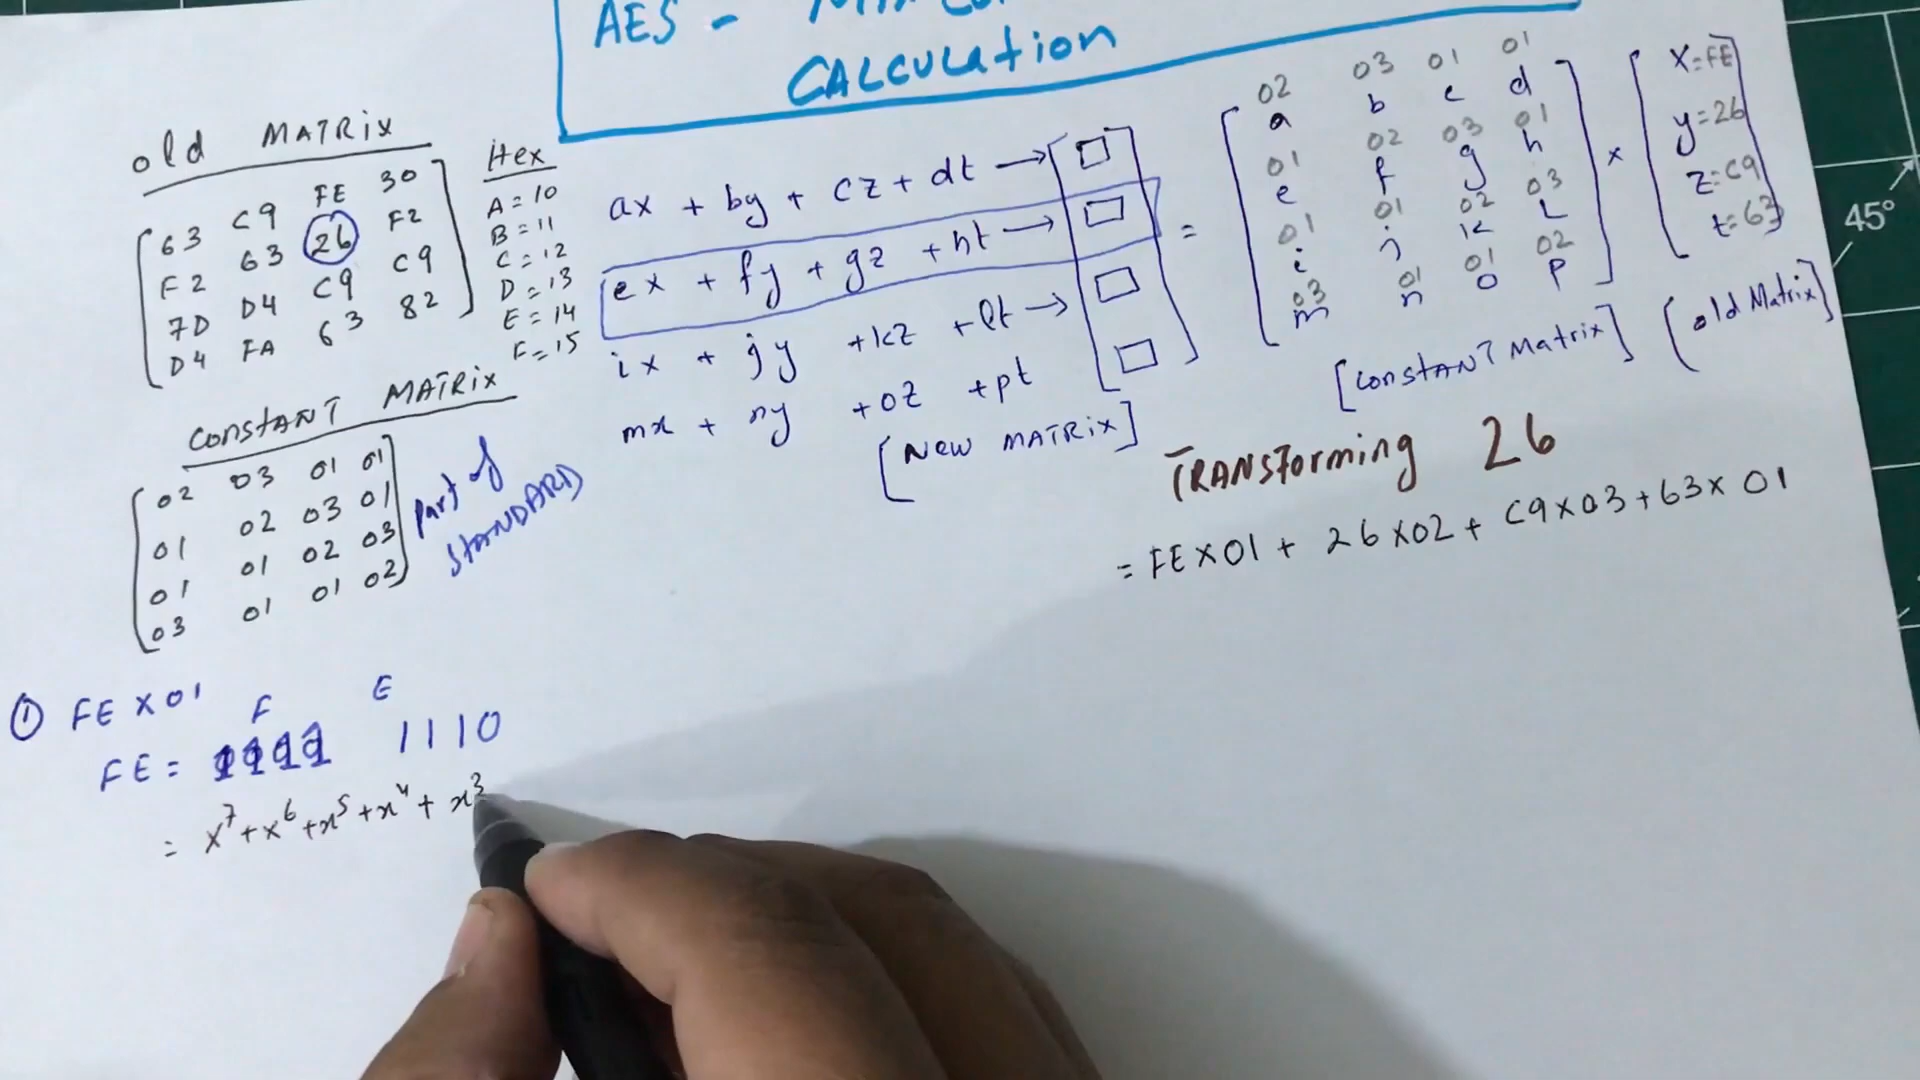 AES -
CALCULATION
old MATRIX
63 C9 FE 30
F2 63 26 F2
7D D4 C9 C9
D4 FA 63 82
Hex
A = 10
B = 11
C = 12
D = 13
E = 14
F = 15
CONSTANT MATRIX
02 03 01 01
01 02 03 01
01 01 02 03
03 01 01 02
Part of
STANDARD
ax + by + cz + dt →
ex + fy + gz + ht →
ix + jy + kz + lt →
mx + ny + oz + pt
[New MATRIX]
=
02 03 01 01
a b c d
01 02 03 01
e f g h
01 01 02 03
i j k L
03 01 01 02
m n o p
×
X=FE
y=26
z=C9
t=63
[CONSTANT Matrix]
[old Matrix]
TRANSforming 26
= FE×01 + 26×02 + C9×03 + 63×01
① FE×01
F E
FE = 1111 1110
= x⁷+x⁶+x⁵+x⁴+x³
45°